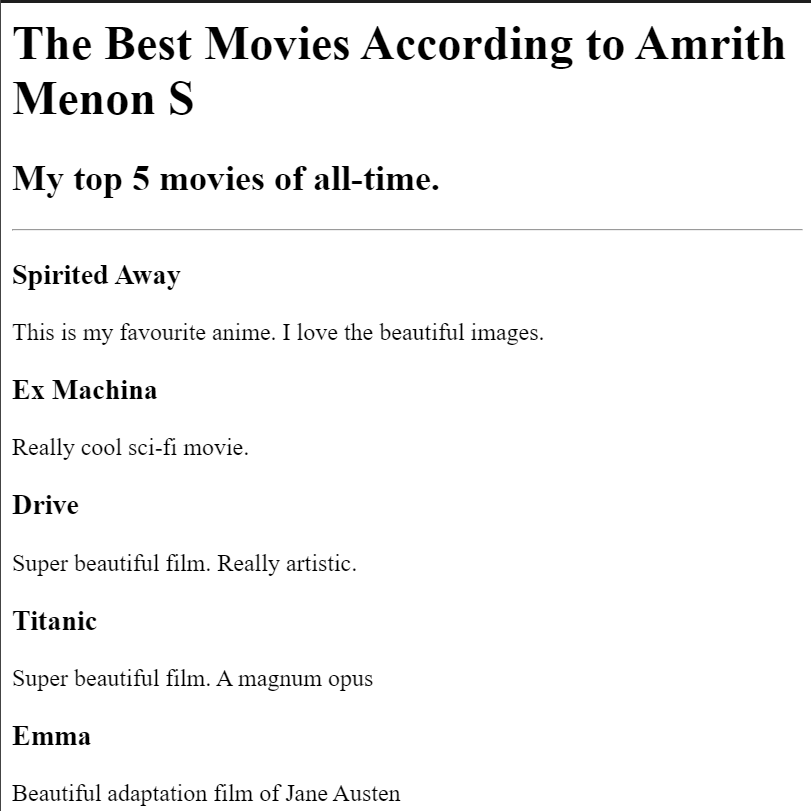 The Best Movies According to Amrith
Menon S
My top 5 movies of all-time.
Spirited Away
This is my favourite anime. I love the beautiful images.
Ex Machina
Really cool sci-fi movie.
Drive
Super beautiful film. Really artistic.
Titanic
Super beautiful film. A magnum opus
Emma
Beautiful adaptation film of Jane Austen